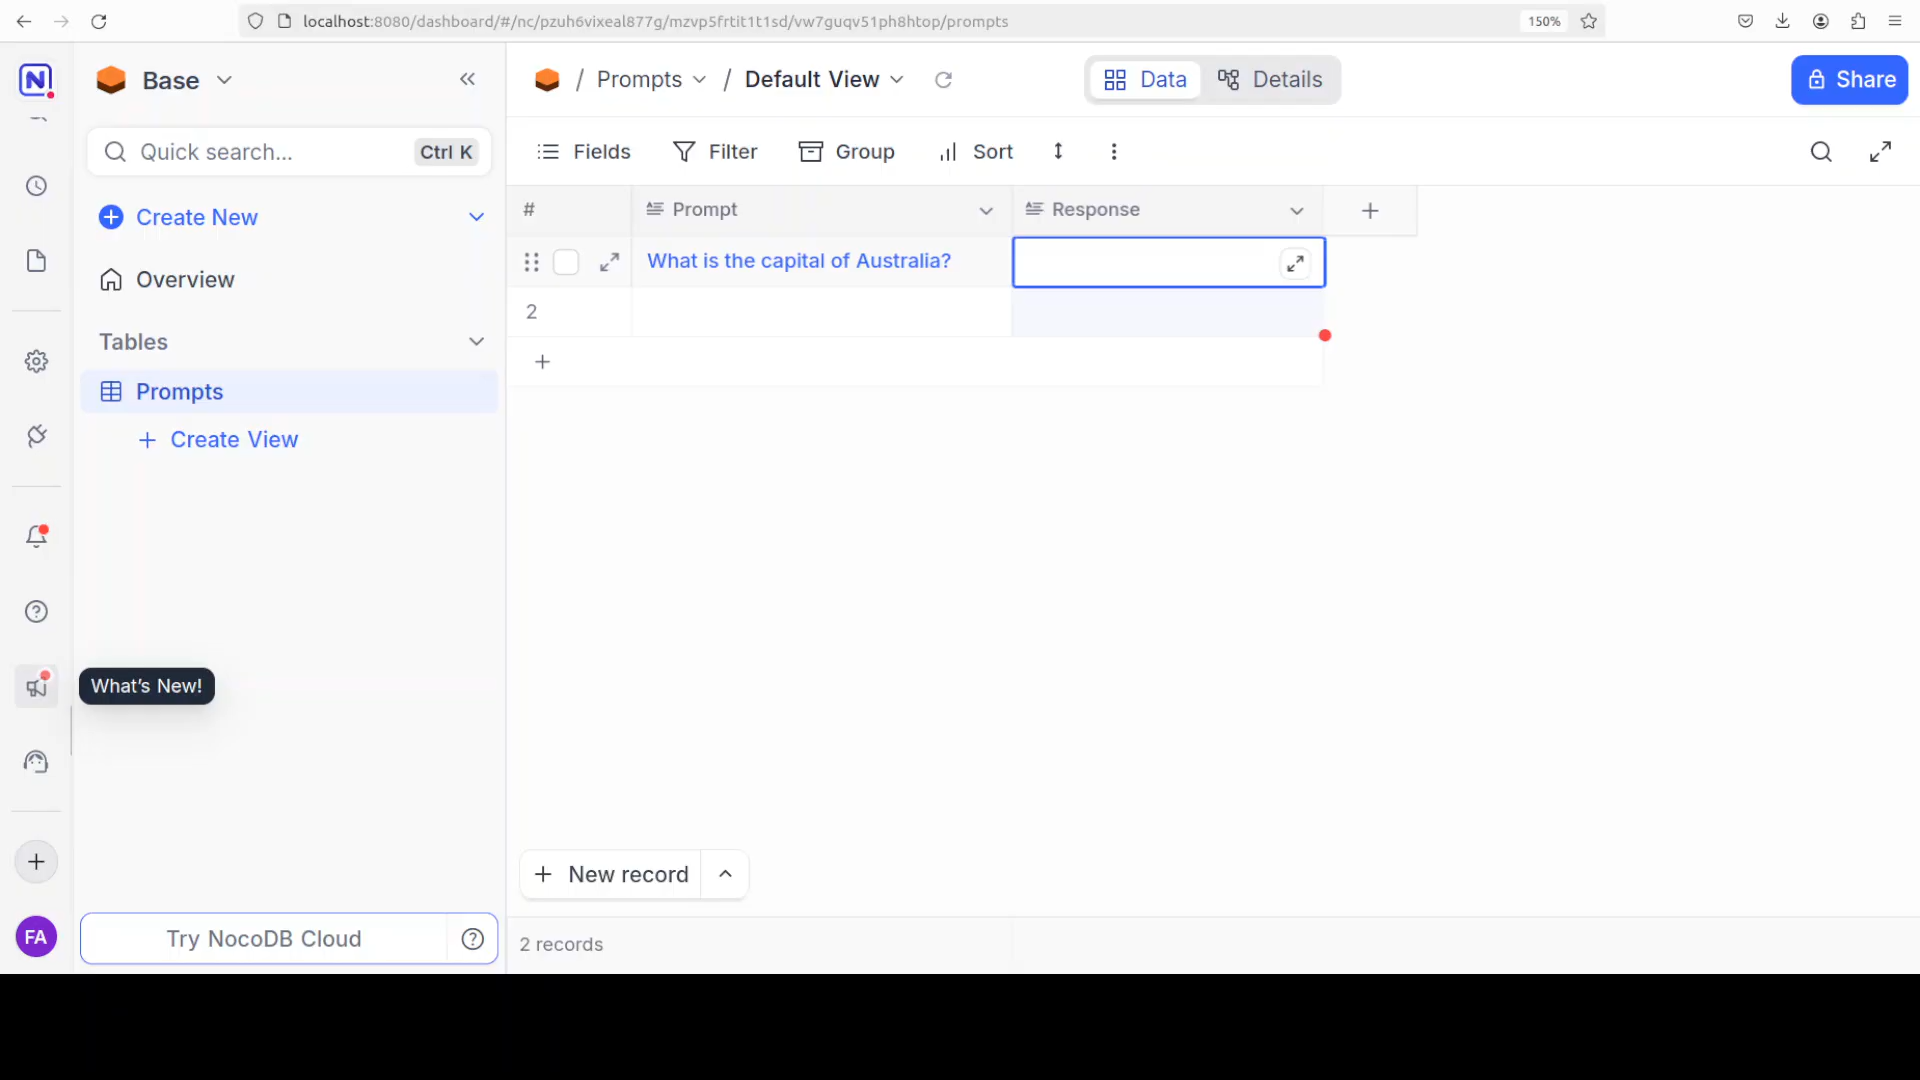 localhost:8080/dashboard/#/nc/pzuh6vixeal877g/mzvp5frtit1t1sd/vw7guqv51ph8htop/prompts
150%
N
Base
/ Prompts / Default View
Data
Details
Share
Quick search...
Ctrl K
Fields
Filter
Group
Sort
Create New
Overview
Tables
Prompts
Create View
#
Prompt
Response
What is the capital of Australia?
2
What's New!
New record
FA
Try NocoDB Cloud
2 records